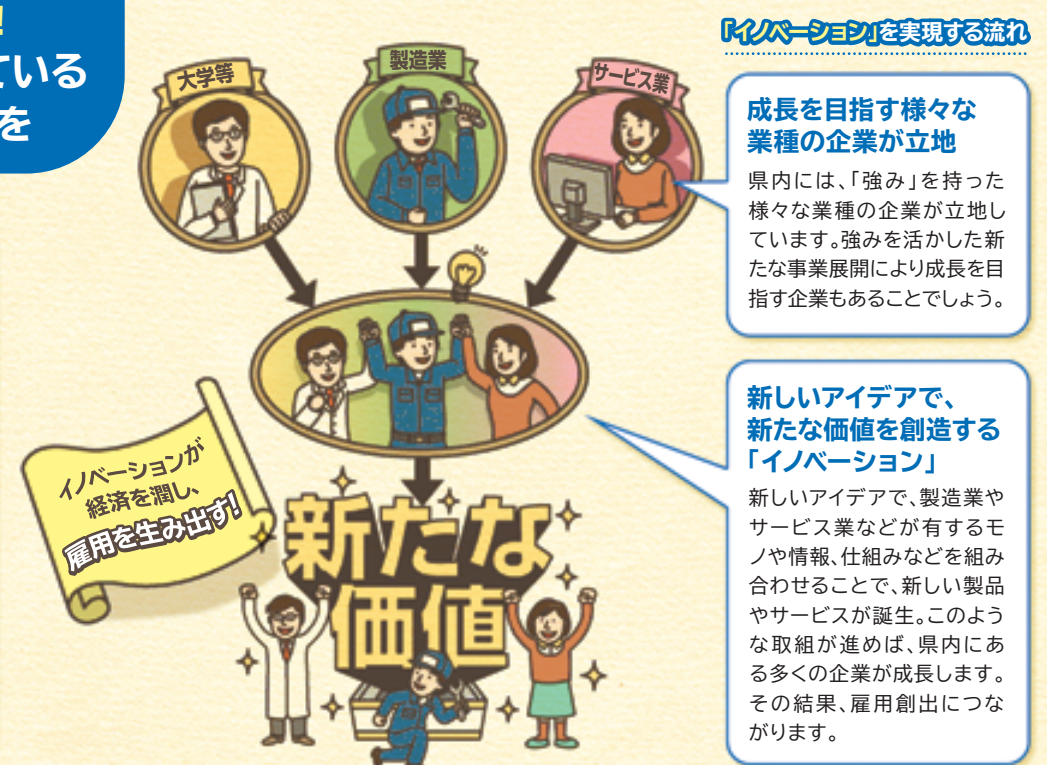 !
ている
を
「イノベーション」を実現する流れ
大学等
製造業
サービス業
成長を目指す様々な
業種の企業が立地
県内には、「強み」を持った
様々な業種の企業が立地し
ています。強みを活かした新
たな事業展開により成長を目
指す企業もあることでしょう。
新しいアイデアで、
新たな価値を創造する
「イノベーション」
新しいアイデアで、製造業や
サービス業などが有するモ
ノや情報、仕組みなどを組み
合わせることで、新しい製品
やサービスが誕生。このよう
な取組が進めば、県内にあ
る多くの企業が成長します。
その結果、雇用創出につな
がります。
イノベーションが
経済を潤し、
雇用を生み出す!
新たな
価値